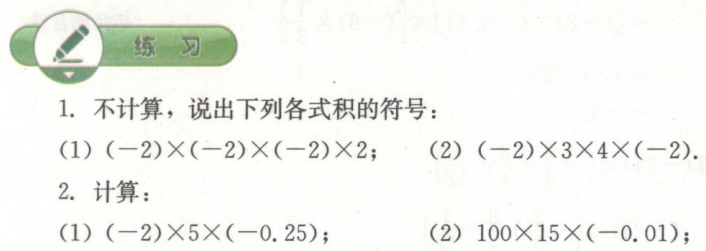 练 习
1. 不计算，说出下列各式积的符号：
(1) (－2)×(－2)×(－2)×2； (2) (－2)×3×4×(－2).
2. 计算：
(1) (－2)×5×(－0.25)； (2) 100×15×(－0.01)；